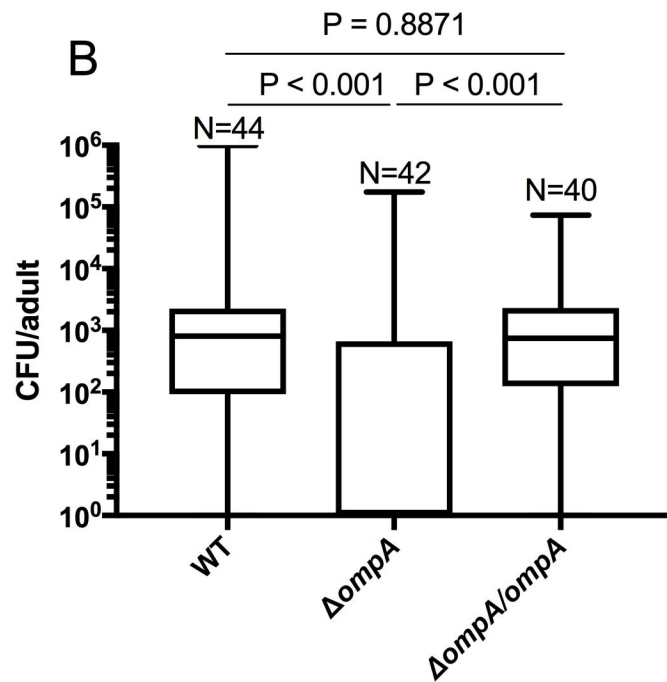 B
P = 0.8871
P < 0.001 P < 0.001
N=44
N=42
N=40
CFU/adult
10⁶
10⁵
10⁴
10³
10²
10¹
10⁰
WT
ΔompA
ΔompA/ompA